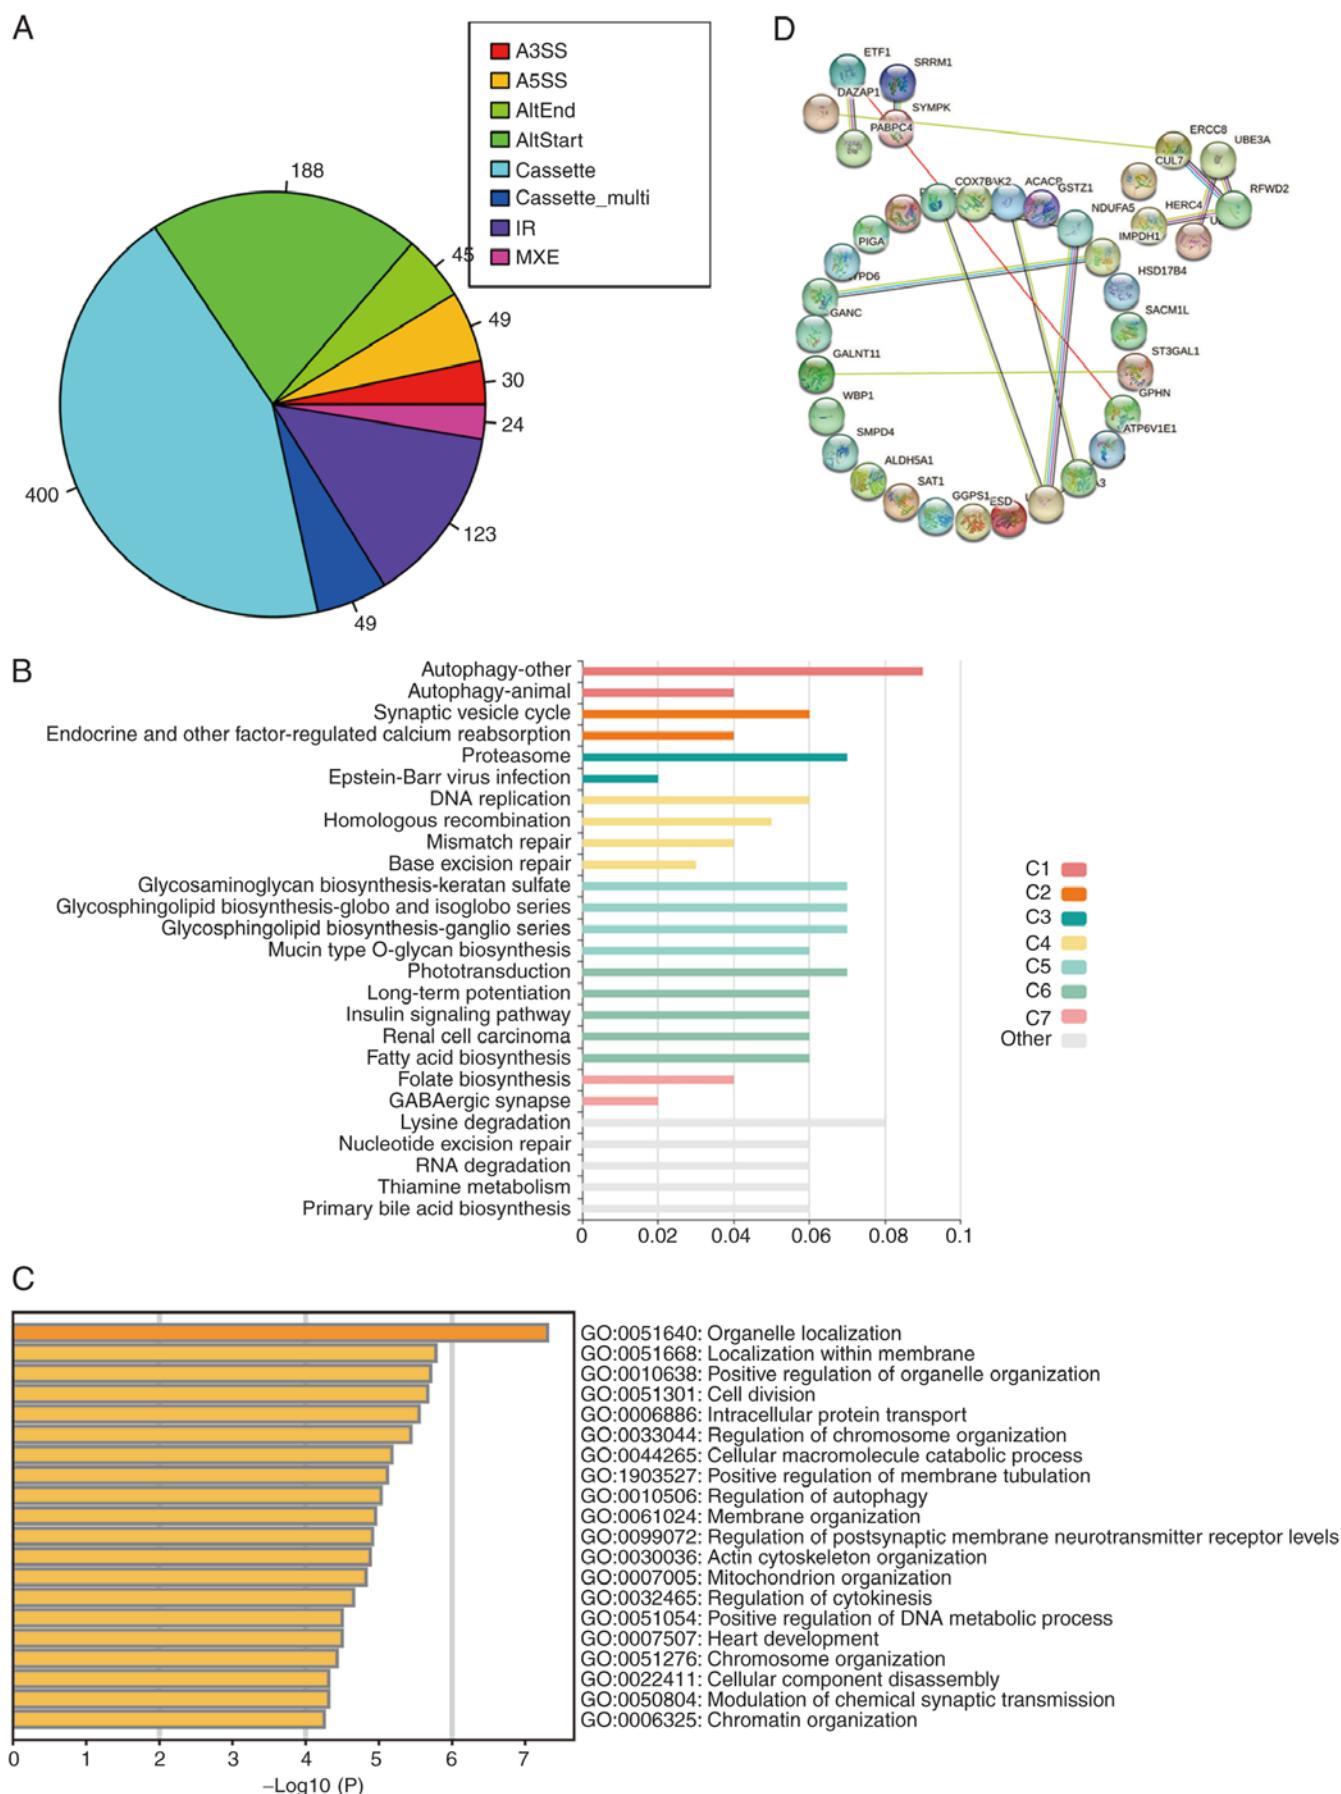 A
A3SS
A5SS
AltEnd
AltStart
Cassette
Cassette_multi
IR
MXE
188
45
49
30
24
123
49
400
D
ETF1
SRRM1
DAZAP1
SYMPK
PABPC4
ERCC8
UBE3A
CUL7
RFWD2
COX7B
ACACB
GSTZ1
NDUFA5
HERC4
IMPDH1
PIGA
HSD17B4
GANC
SACM1L
GALNT11
ST3GAL1
GPHN
WBP1
ATP6V1E1
SMPD4
ALDH5A1
SAT1
GGPS1
ESD
B
Autophagy-other
Autophagy-animal
Synaptic vesicle cycle
Endocrine and other factor-regulated calcium reabsorption
Proteasome
Epstein-Barr virus infection
DNA replication
Homologous recombination
Mismatch repair
Base excision repair
Glycosaminoglycan biosynthesis-keratan sulfate
Glycosphingolipid biosynthesis-globo and isoglobo series
Glycosphingolipid biosynthesis-ganglio series
Mucin type O-glycan biosynthesis
Phototransduction
Long-term potentiation
Insulin signaling pathway
Renal cell carcinoma
Fatty acid biosynthesis
Folate biosynthesis
GABAergic synapse
Lysine degradation
Nucleotide excision repair
RNA degradation
Thiamine metabolism
Primary bile acid biosynthesis
0 0.02 0.04 0.06 0.08 0.1
C1
C2
C3
C4
C5
C6
C7
Other
C
GO:0051640: Organelle localization
GO:0051668: Localization within membrane
GO:0010638: Positive regulation of organelle organization
GO:0051301: Cell division
GO:0006886: Intracellular protein transport
GO:0033044: Regulation of chromosome organization
GO:0044265: Cellular macromolecule catabolic process
GO:1903527: Positive regulation of membrane tubulation
GO:0010506: Regulation of autophagy
GO:0061024: Membrane organization
GO:0099072: Regulation of postsynaptic membrane neurotransmitter receptor levels
GO:0030036: Actin cytoskeleton organization
GO:0007005: Mitochondrion organization
GO:0032465: Regulation of cytokinesis
GO:0051054: Positive regulation of DNA metabolic process
GO:0007507: Heart development
GO:0051276: Chromosome organization
GO:0022411: Cellular component disassembly
GO:0050804: Modulation of chemical synaptic transmission
GO:0006325: Chromatin organization
0 1 2 3 4 5 6 7
–Log10 (P)